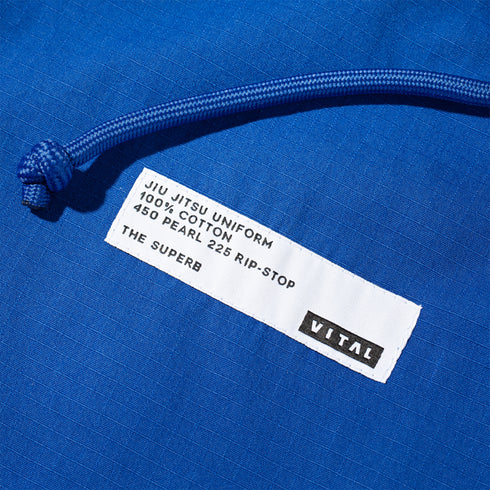 JIU JITSU UNIFORM
100% COTTON
450 PEARL 225 RIP-STOP
THE SUPERB
VITAL